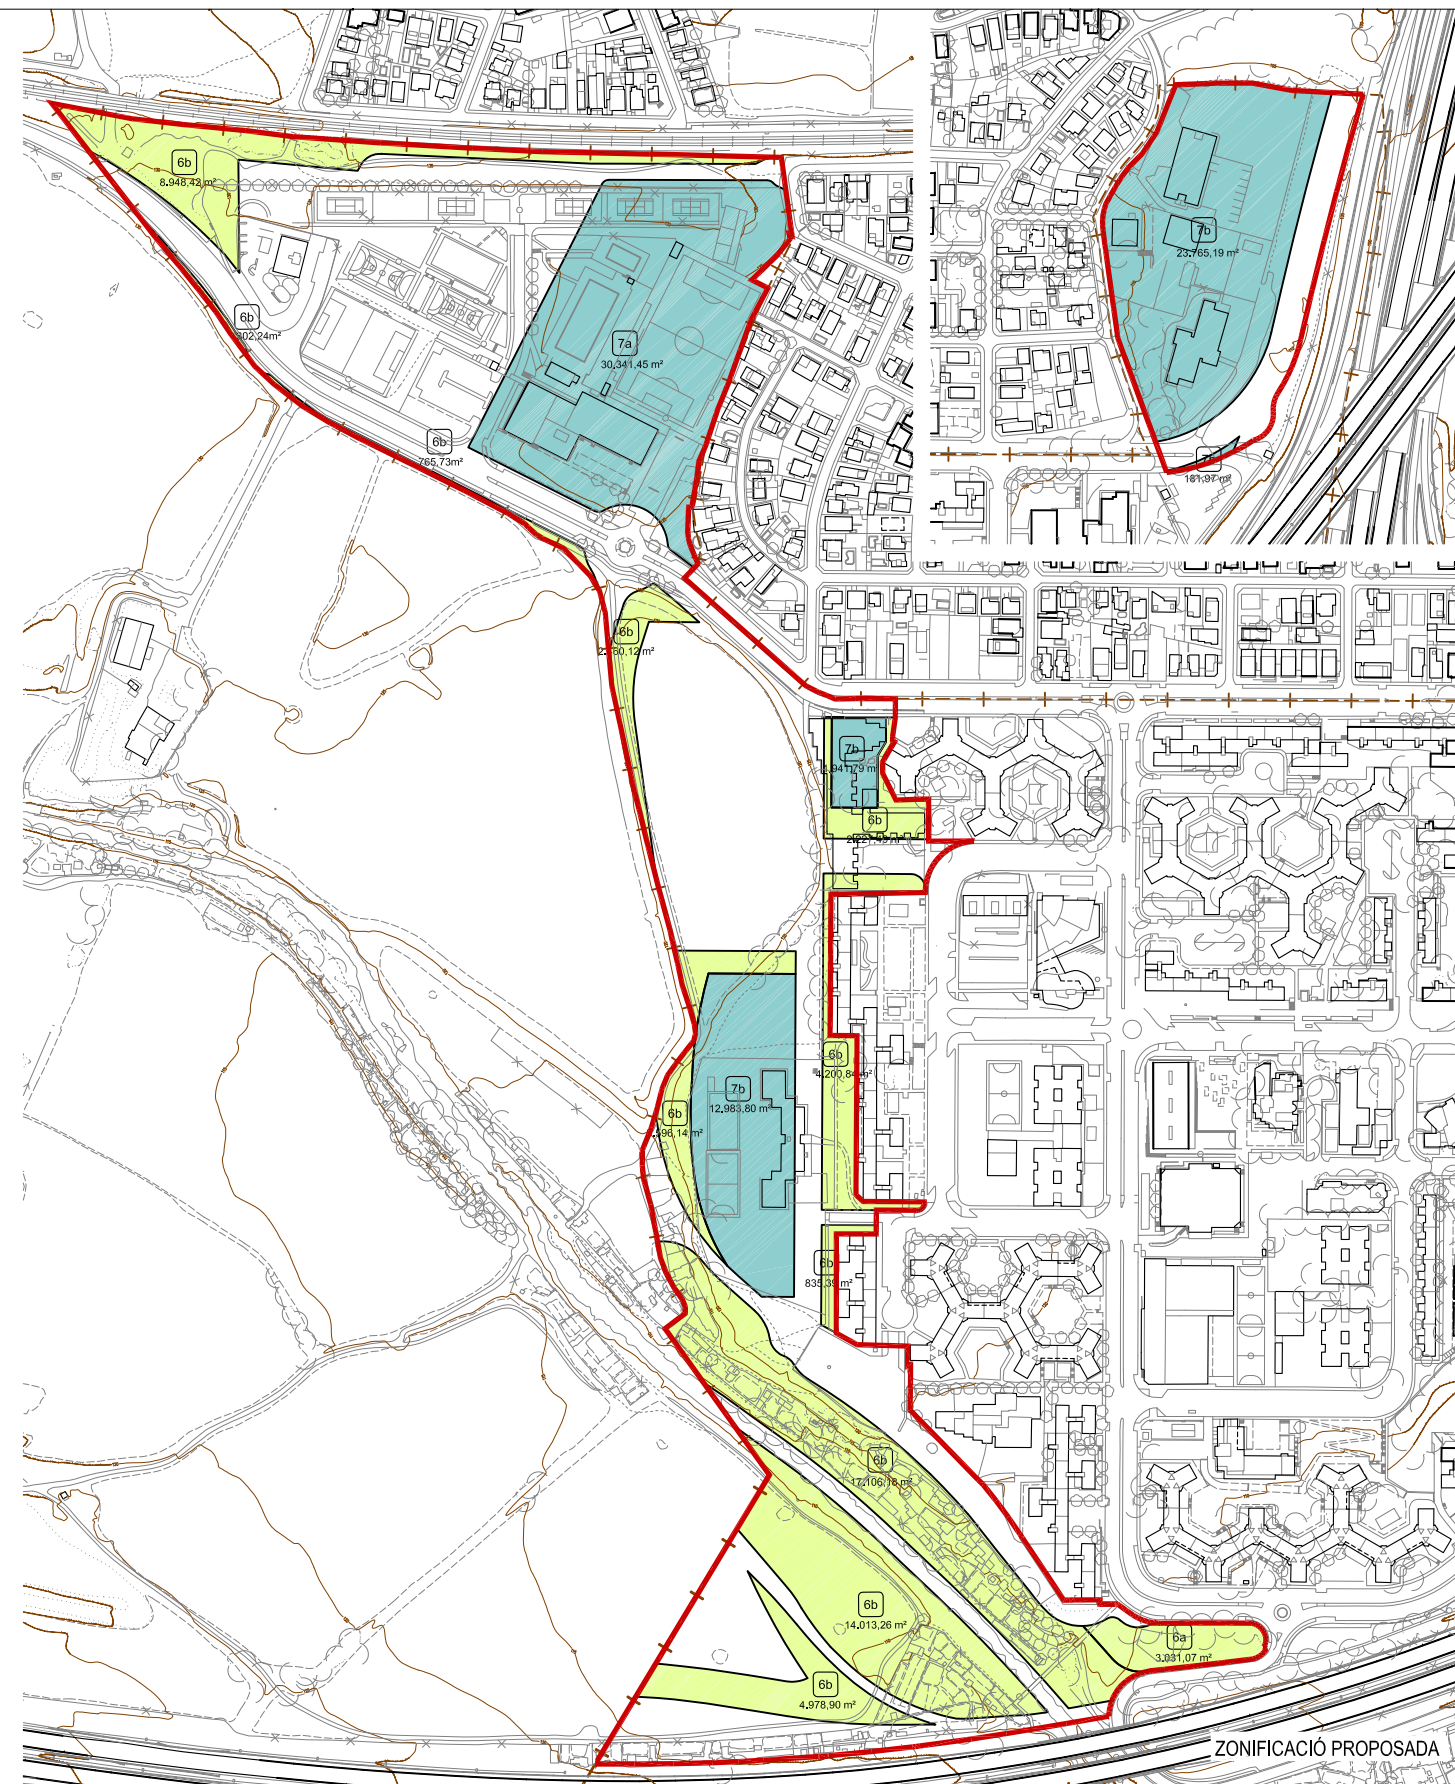 6b
8.948,42 m²
6b
302,24m²
7a
30.341,45 m²
6b
765,73m²
7b
23.765,19 m²
181,97 m²
6b
7b
6b
6b
4.200,84 m²
7b
12.983,80 m²
6b
6b
835,39 m²
6b
17.106,18 m²
6b
14.013,26 m²
6a
3.031,07 m²
6b
4.978,90 m²
ZONIFICACIÓ PROPOSADA